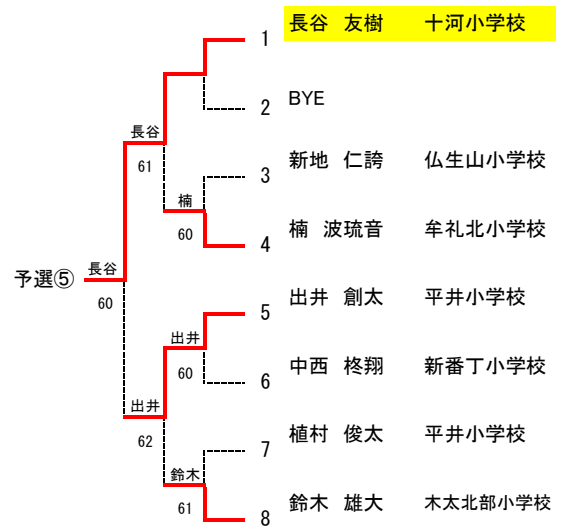 1 長谷 友樹 十河小学校
2 BYE
長谷
61
3 新地 仁誇 仏生山小学校
楠
60
4 楠 波琉音 牟礼北小学校
予選⑤
長谷
60
5 出井 創太 平井小学校
出井
60
6 中西 柊翔 新番丁小学校
出井
62
7 植村 俊太 平井小学校
鈴木
61
8 鈴木 雄大 木太北部小学校